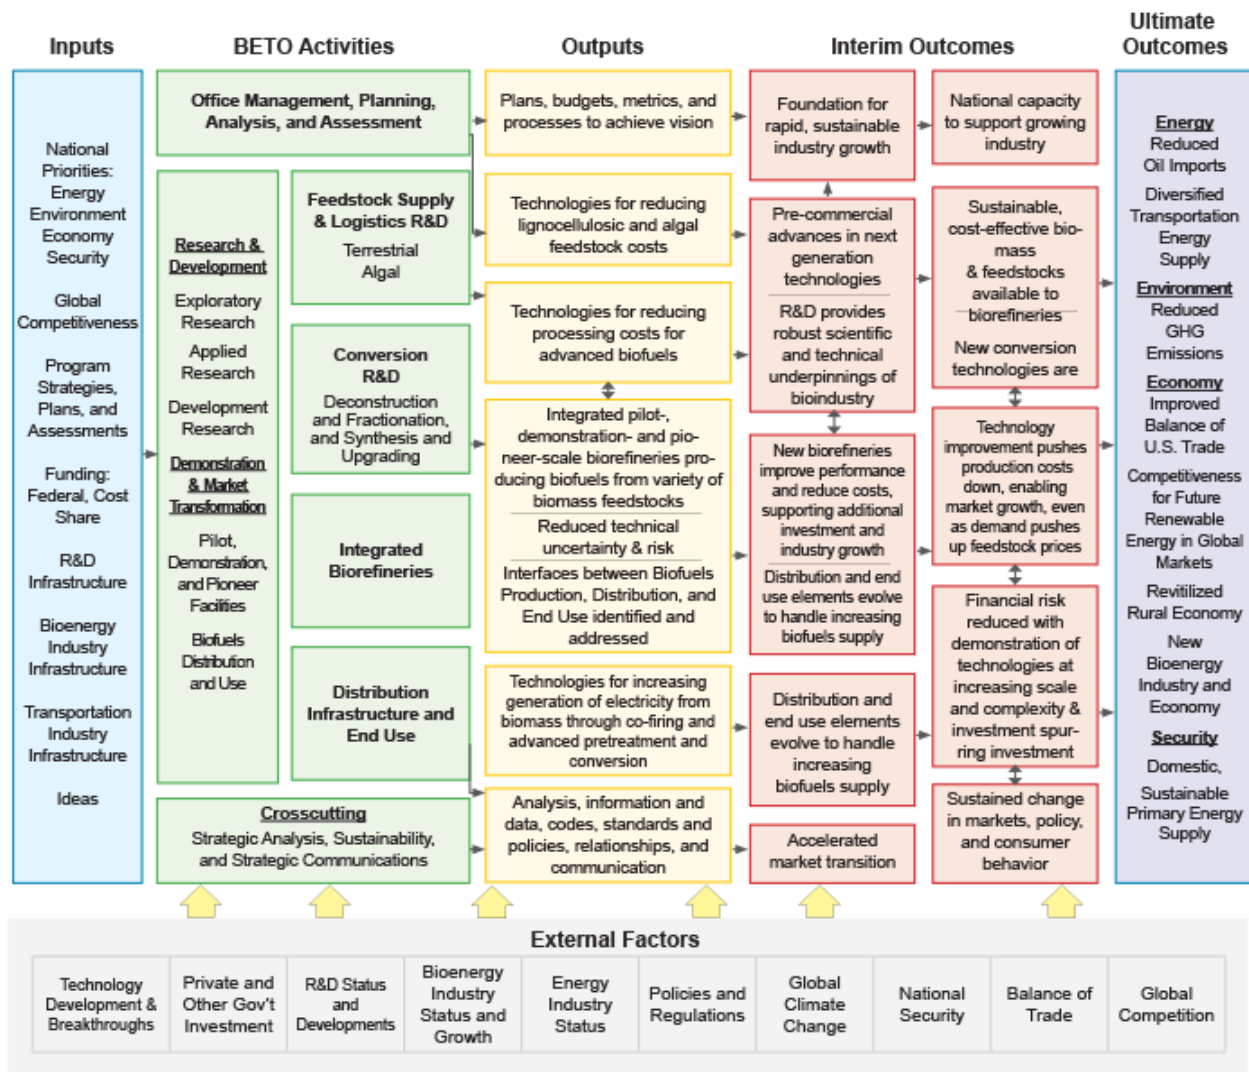 Inputs
BETO Activities
Outputs
Interim Outcomes
Ultimate
Outcomes
National
Priorities:
Energy
Environment
Economy
Security
Global
Competitiveness
Program
Strategies,
Plans, and
Assessments
Funding:
Federal, Cost
Share
R&D
Infrastructure
Bioenergy
Industry
Infrastructure
Transportation
Industry
Infrastructure
Ideas
Office Management, Planning,
Analysis, and Assessment
Research &
Development
Exploratory
Research
Applied
Research
Development
Research
Demonstration
& Market
Transformation
Pilot,
Demonstration,
and Pioneer
Facilities
Biofuels
Distribution
and Use
Feedstock Supply
& Logistics R&D
Terrestrial
Algal
Conversion
R&D
Deconstruction
and Fractionation,
and Synthesis and
Upgrading
Integrated
Biorefineries
Distribution
Infrastructure and
End Use
Crosscutting
Strategic Analysis, Sustainability,
and Strategic Communications
Plans, budgets, metrics, and
processes to achieve vision
Technologies for reducing
lignocellulosic and algal
feedstock costs
Technologies for reducing
processing costs for
advanced biofuels
Integrated pilot-,
demonstration- and pio-
neer-scale biorefineries pro-
ducing biofuels from variety of
biomass feedstocks
Reduced technical
uncertainty & risk
Interfaces between Biofuels
Production, Distribution, and
End Use identified and
addressed
Technologies for increasing
generation of electricity from
biomass through co-firing and
advanced pretreatment and
conversion
Analysis, information and
data, codes, standards and
policies, relationships, and
communication
Foundation for
rapid, sustainable
industry growth
Pre-commercial
advances in next
generation
technologies
R&D provides
robust scientific
and technical
underpinnings of
bioindustry
New biorefineries
improve performance
and reduce costs,
supporting additional
investment and
industry growth
Distribution and end
use elements evolve
to handle increasing
biofuels supply
Distribution and
end use elements
evolve to handle
increasing
biofuels supply
Accelerated
market transition
National capacity
to support growing
industry
Sustainable,
cost-effective bio-
mass
& feedstocks
available to
biorefineries
New conversion
technologies are
Technology
improvement pushes
production costs
down, enabling
market growth, even
as demand pushes
up feedstock prices
Financial risk
reduced with
demonstration of
technologies at
increasing scale
and complexity &
investment spur-
ring investment
Sustained change
in markets, policy,
and consumer
behavior
Energy
Reduced
Oil Imports
Diversified
Transportation
Energy
Supply
Environment
Reduced
GHG
Emissions
Economy
Improved
Balance of
U.S. Trade
Competitiveness
for Future
Renewable
Energy in Global
Markets
Revitilized
Rural Economy
New
Bioenergy
Industry and
Economy
Security
Domestic,
Sustainable
Primary Energy
Supply
External Factors
Technology
Development &
Breakthroughs
Private and
Other Gov't
Investment
R&D Status
and
Developments
Bioenergy
Industry
Status and
Growth
Energy
Industry
Status
Policies and
Regulations
Global
Climate
Change
National
Security
Balance of
Trade
Global
Competition